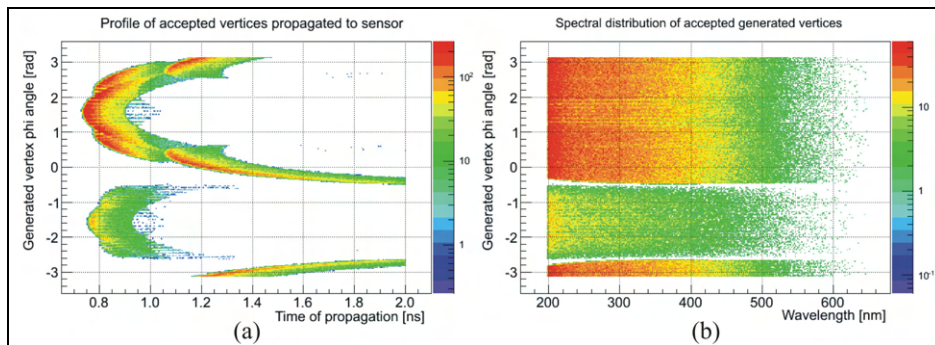 Profile of accepted vertices propagated to sensor
Generated vertex phi angle [rad]
3
2
1
0
-1
-2
-3
0.8 1.0 1.2 1.4 1.6 1.8 2.0
Time of propagation [ns]
10²
10
1
(a)
Spectral distribution of accepted generated vertices
Generated vertex phi angle [rad]
3
2
1
0
-1
-2
-3
200 300 400 500 600
Wavelength [nm]
10
1
10⁻¹
(b)